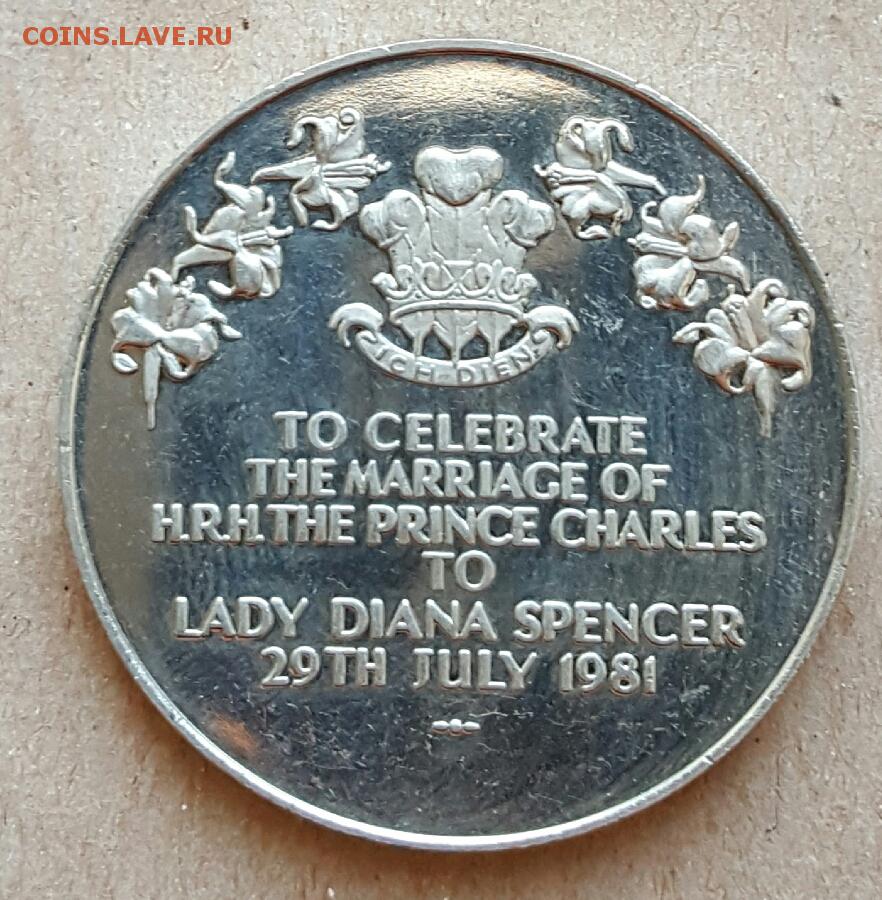 COINS.LAVE.RU
ICH DIEN
TO CELEBRATE
THE MARRIAGE OF
H.R.H. THE PRINCE CHARLES
TO
LADY DIANA SPENCER
29TH JULY 1981